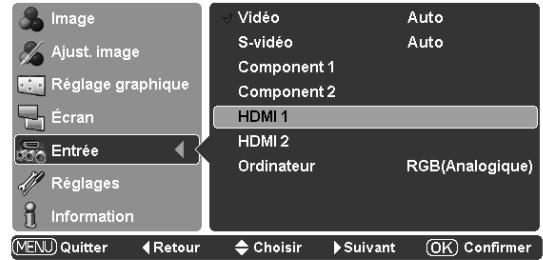 Image
Ajust. image
Réglage graphique
Écran
Entrée
Réglages
Information
Vidéo Auto
S-vidéo Auto
Component 1
Component 2
HDMI 1
HDMI 2
Ordinateur RGB(Analogique)
MENU Quitter Retour Choisir Suivant OK Confirmer